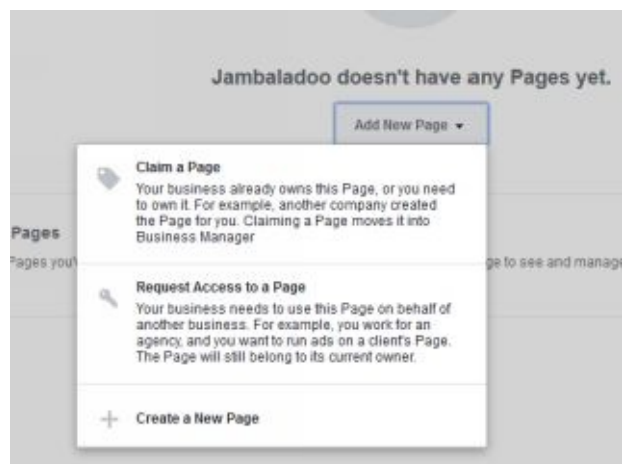 Jambaladoo doesn't have any Pages yet.
Add New Page
Claim a Page
Your business already owns this Page, or you need
to own it. For example, another company created
the Page for you. Claiming a Page moves it into
Business Manager
Pages
Pages you'
ge to see and manage
Request Access to a Page
Your business needs to use this Page on behalf of
another business. For example, you work for an
agency, and you want to run ads on a client's Page.
The Page will still belong to its current owner.
Create a New Page